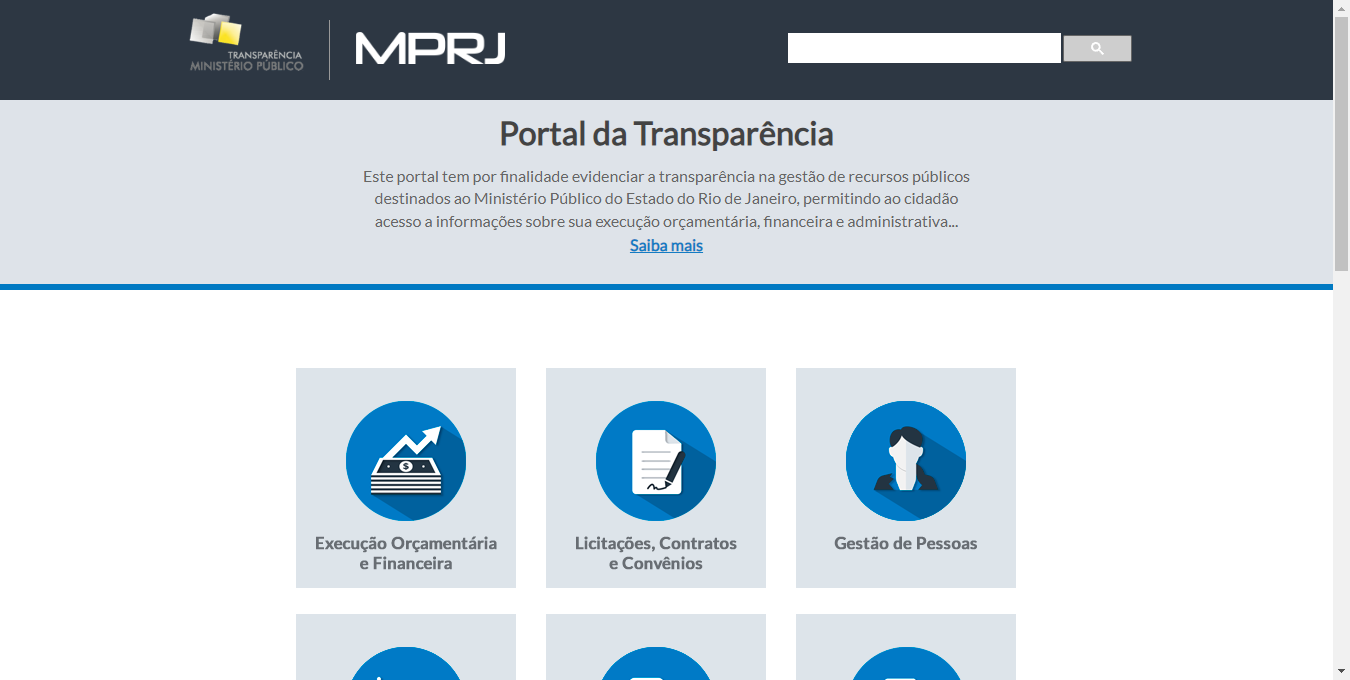 TRANSPARÊNCIA
MINISTÉRIO PÚBLICO
MPRJ
Portal da Transparência
Este portal tem por finalidade evidenciar a transparência na gestão de recursos públicos
destinados ao Ministério Público do Estado do Rio de Janeiro, permitindo ao cidadão
acesso a informações sobre sua execução orçamentária, financeira e administrativa...
Saiba mais
Execução Orçamentária
e Financeira
Licitações, Contratos
e Convênios
Gestão de Pessoas